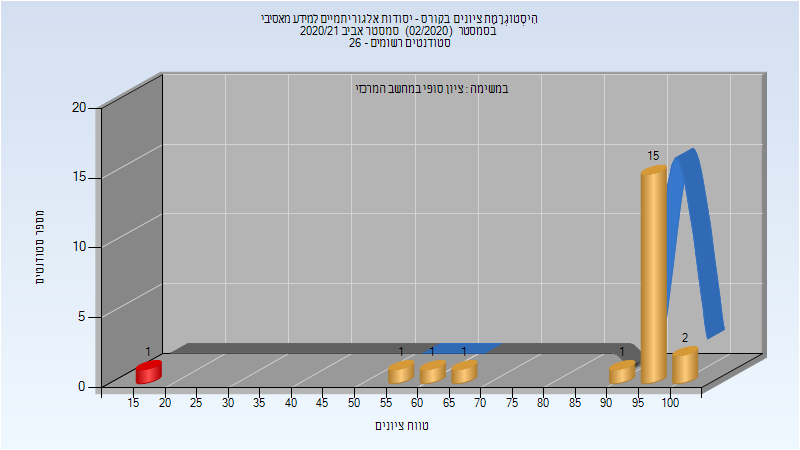 הִיסְטוֹגְרָמַת ציונים בקורס - יסודות אלגוריתמיים למידע מאסיבי
בסמסטר (02/2020) סמסטר אביב 2020/21
סטודנטים רשומים - 26
במשימה : ציון סופי במחשב המרכזי
מספר סטודנטים
20
15
10
5
0
1
1
1
1
1
15
2
15 20 25 30 35 40 45 50 55 60 65 70 75 80 85 90 95 100
טווח ציונים